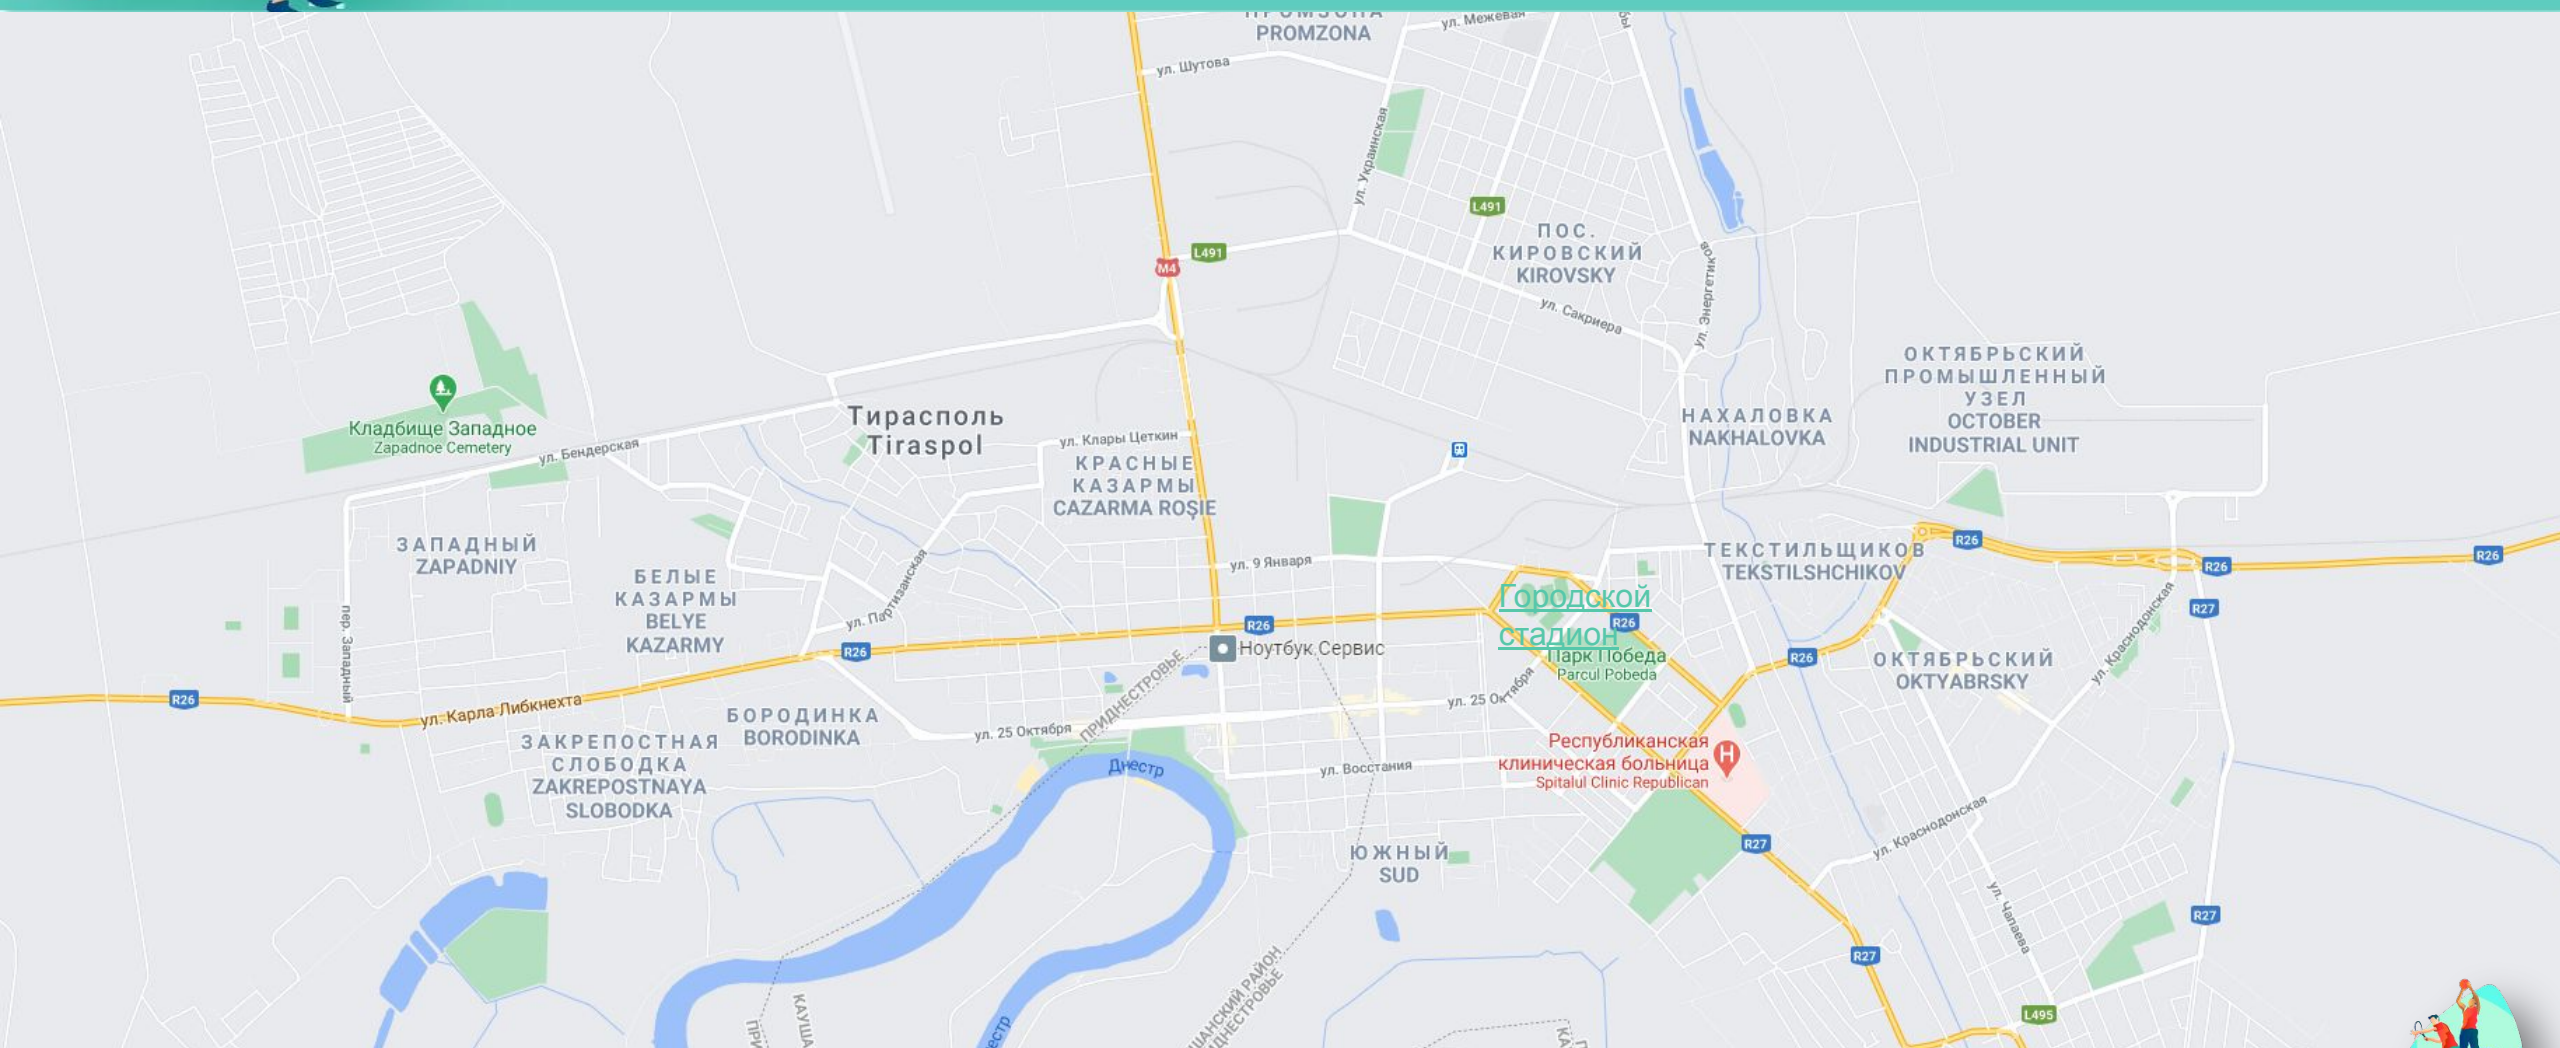 ПРОМЗОНА
PROMZONA
ул. Межевая
ул. Шутова
ул. Украинская
L491
ПОС.
КИРОВСКИЙ
KIROVSKY
L491
M4
ул. Энергетиков
ул. Сакриера
ОКТЯБРЬСКИЙ
ПРОМЫШЛЕННЫЙ
УЗЕЛ
OCTOBER
INDUSTRIAL UNIT
Кладбище Западное
Zapadnoe Cemetery
ул. Бендерская
Тирасполь
Tiraspol
ул. Клары Цеткин
КРАСНЫЕ
КАЗАРМЫ
CAZARMA ROȘIE
НАХАЛОВКА
NAKHALOVKA
ЗАПАДНЫЙ
ZAPADNIY
БЕЛЫЕ
КАЗАРМЫ
BELYE
KAZARMY
ул. Партизанская
ул. 9 Января
ТЕКСТИЛЬЩИКОВ
TEKSTILSHCHIKOV
R26
R26
R26
R27
пер. Западный
Городской
стадион
R26
R26
R26
Ноутбук.Сервис
Парк Победа
Parcul Pobeda
R26
ОКТЯБРЬСКИЙ
OKTYABRSKY
ул. Краснодонская
R26
ул. Карла Либкнехта
БОРОДИНКА
BORODINKA
ул. 25 Октября
ПРИДНЕСТРОВЬЕ
ул. 25 Октября
ЗАКРЕПОСТНАЯ
СЛОБОДКА
ZAKREPOSTNAYA
SLOBODKA
Днестр
ул. Восстания
Республиканская
клиническая больница
Spitalul Clinic Republican
H
R27
ул. Краснодонская
ЮЖНЫЙ
SUD
ул. Чапаева
R27
R27
L495